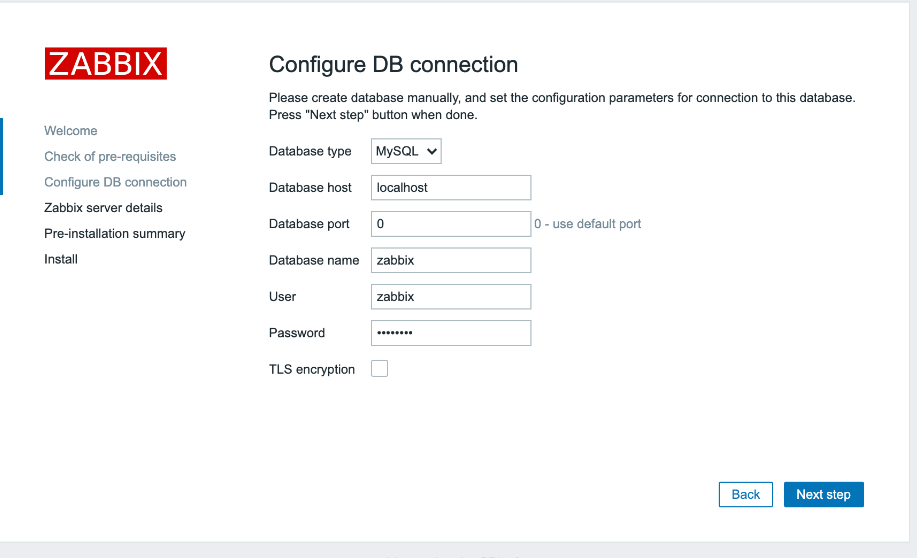 ZABBIX
Welcome
Check of pre-requisites
Configure DB connection
Zabbix server details
Pre-installation summary
Install
Configure DB connection
Please create database manually, and set the configuration parameters for connection to this database.
Press "Next step" button when done.
Database type MySQL
Database host localhost
Database port 0 0 - use default port
Database name zabbix
User zabbix
Password ••••••••
TLS encryption
Back Next step